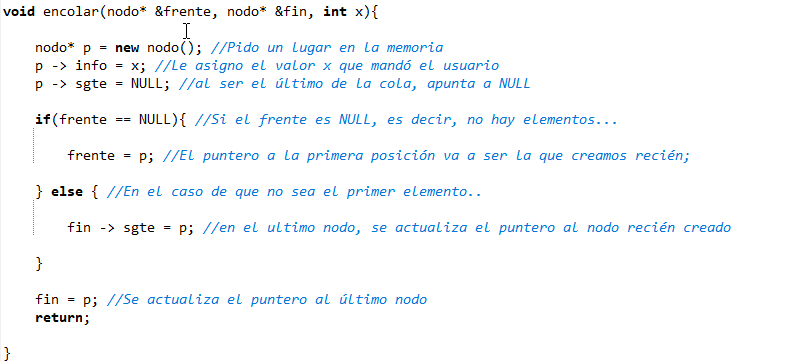 void encolar(nodo* &frente, nodo* &fin, int x){
nodo* p = new nodo(); //Pido un lugar en la memoria
p -> info = x; //Le asigno el valor x que mandó el usuario
p -> sgte = NULL; //al ser el último de la cola, apunta a NULL
if(frente == NULL){ //Si el frente es NULL, es decir, no hay elementos...
frente = p; //El puntero a la primera posición va a ser la que creamos recién;
} else { //En el caso de que no sea el primer elemento..
fin -> sgte = p; //en el ultimo nodo, se actualiza el puntero al nodo recién creado
}
fin = p; //Se actualiza el puntero al último nodo
return;
}